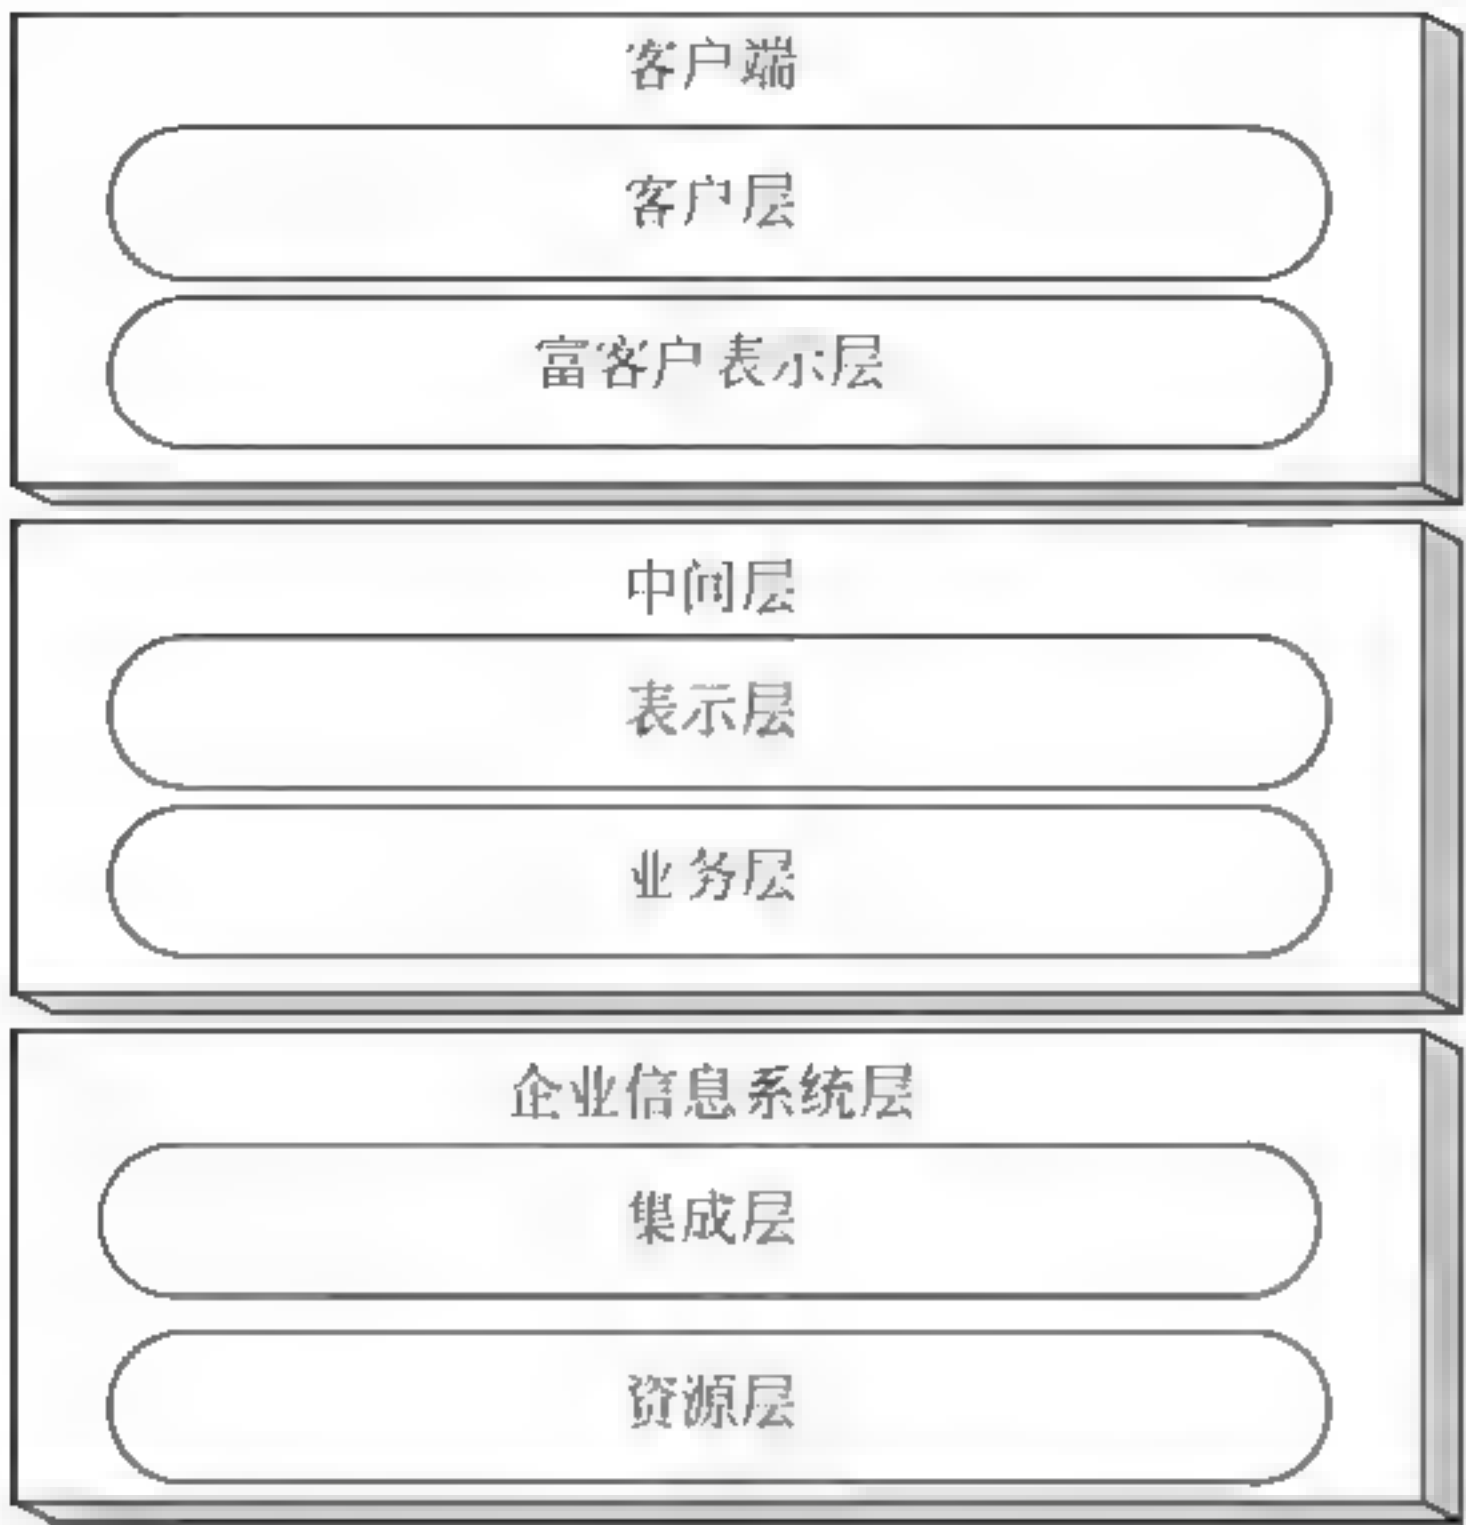 客户端
客户层
富客户表示层
中间层
表示层
业务层
企业信息系统层
集成层
资源层